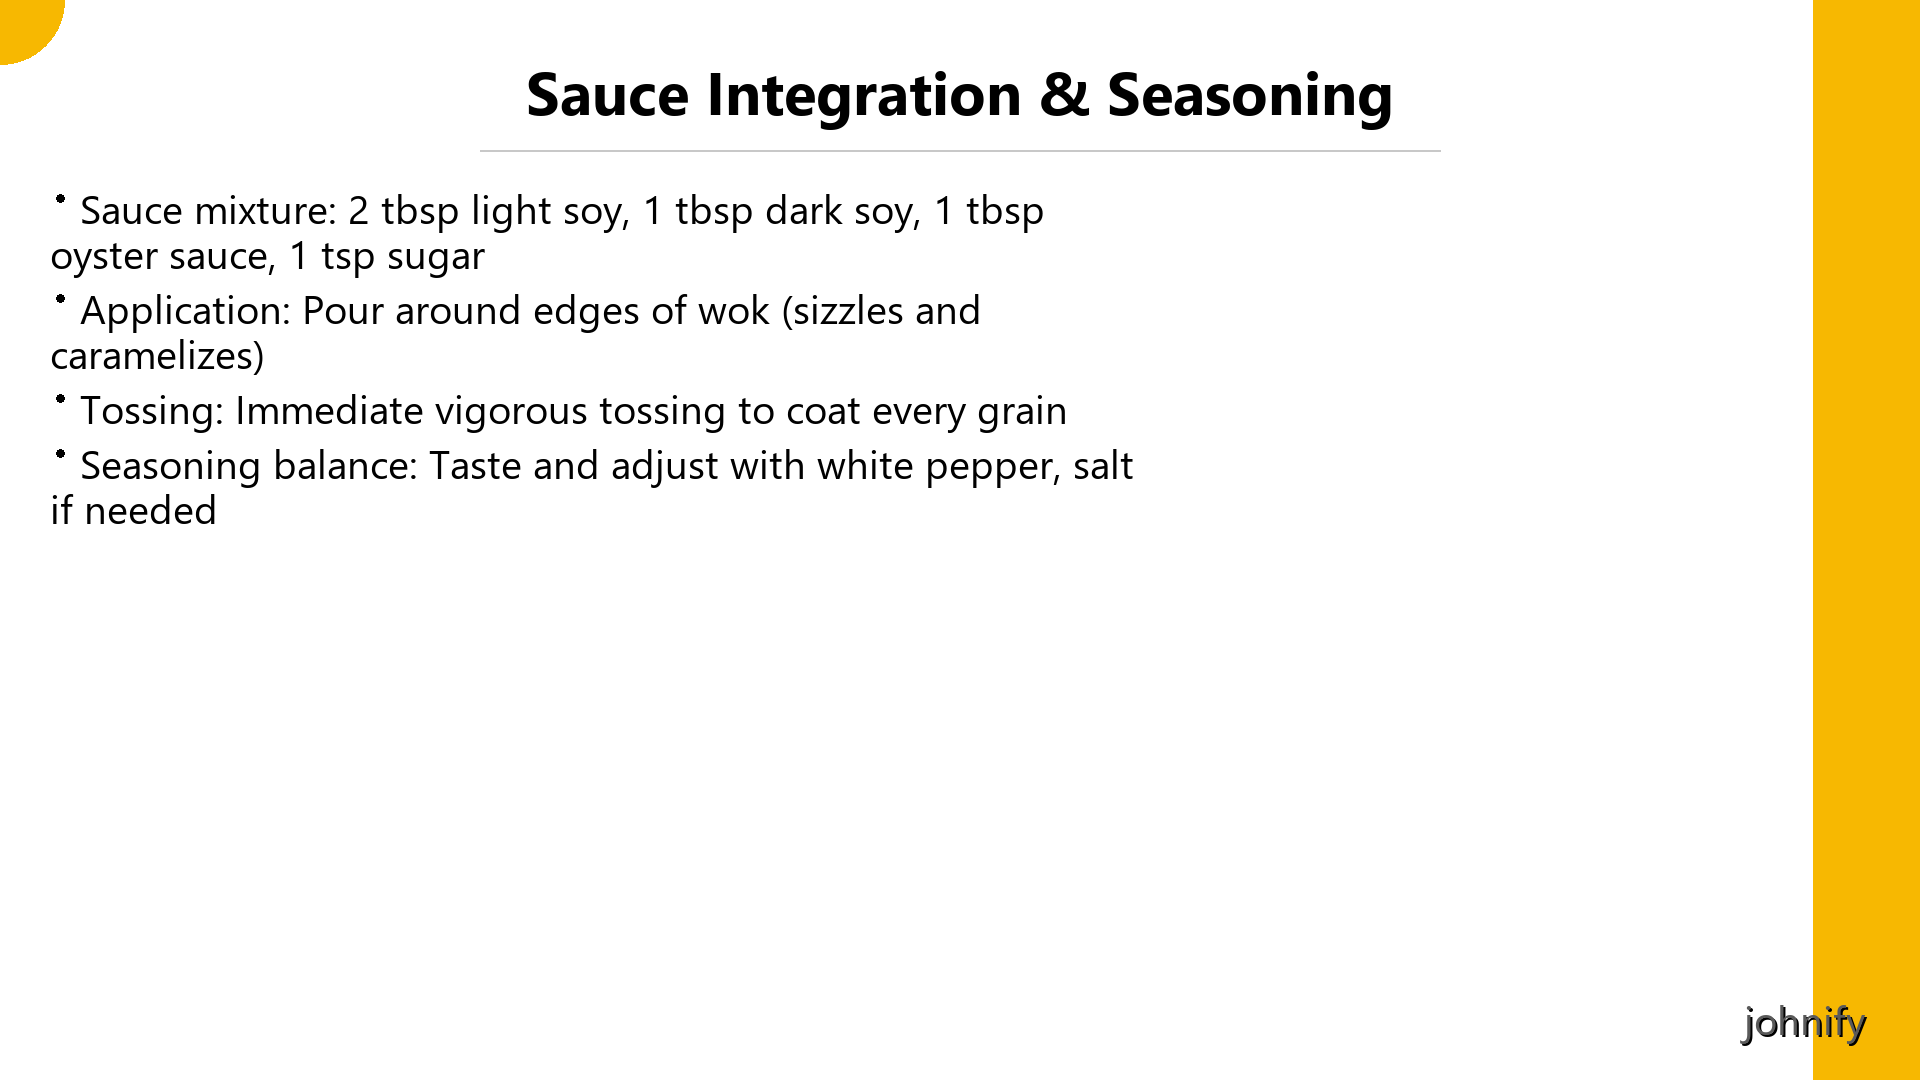 Sauce Integration & Seasoning
• Sauce mixture: 2 tbsp light soy, 1 tbsp dark soy, 1 tbsp
oyster sauce, 1 tsp sugar
• Application: Pour around edges of wok (sizzles and
caramelizes)
• Tossing: Immediate vigorous tossing to coat every grain
• Seasoning balance: Taste and adjust with white pepper, salt
if needed
johnify